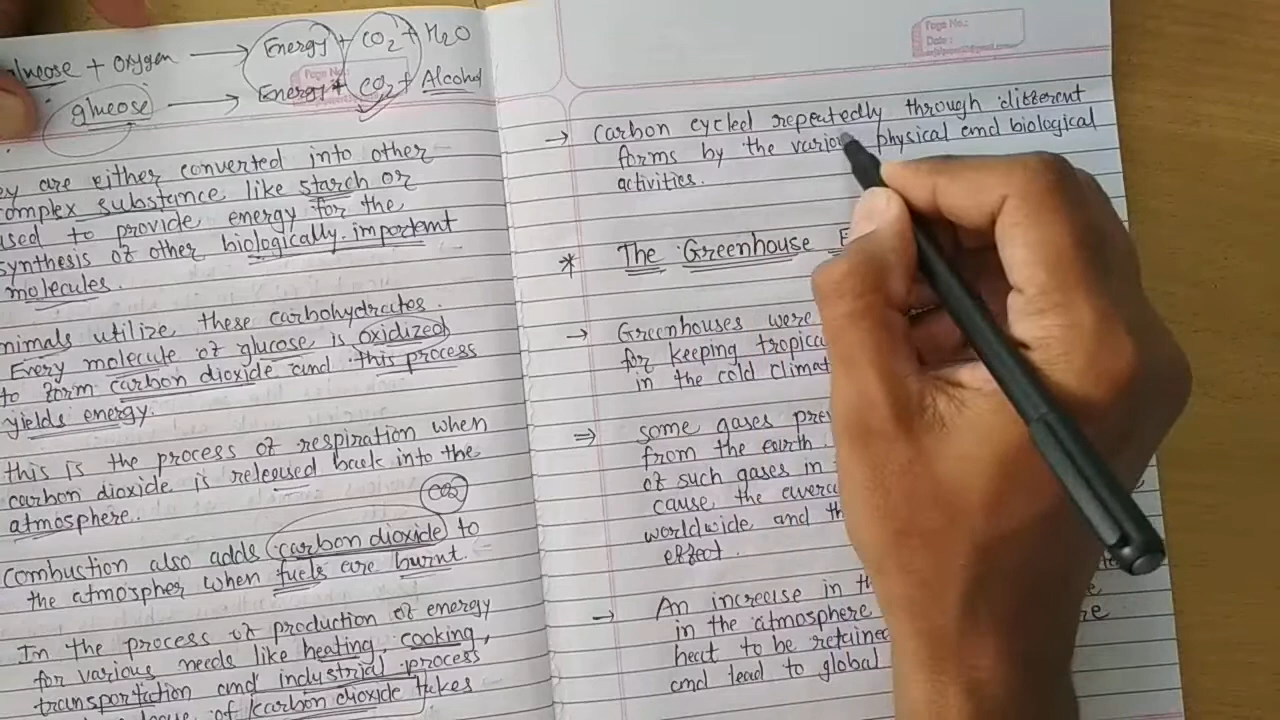 glucose + oxygen → Energy + CO2 + H2O
glucose → Energy + CO2 + Alcohol
are either converted into other
complex substance like starch or
used to provide energy for the
synthesis of other biologically important
molecules.
nimals utilize these carbohydrates.
Every molecule of glucose is oxidized
to form carbon dioxide and this process
yields energy.
this is the process of respiration when
carbon dioxide is released back into the
atmosphere.
CO2
Combustion also adds carbon dioxide to
the atmospher when fuels are burnt.
In the process of production of energy
for various needs like heating, cooking,
transportation and industrial process
of carbon dioxide takes
Page No.:
Date:
→ Carbon cycled repeatedly through different
forms by the various physical and biological
activities.
* The Greenhouse E
→ Greenhouses were
for keeping tropica
in the cold climat
⇒ some gases pre
from the earth
of such gases in
cause, the avera
worldwide and th
effect.
→ An increase in th
in the atmosphere
heat to be retained
and lead to global